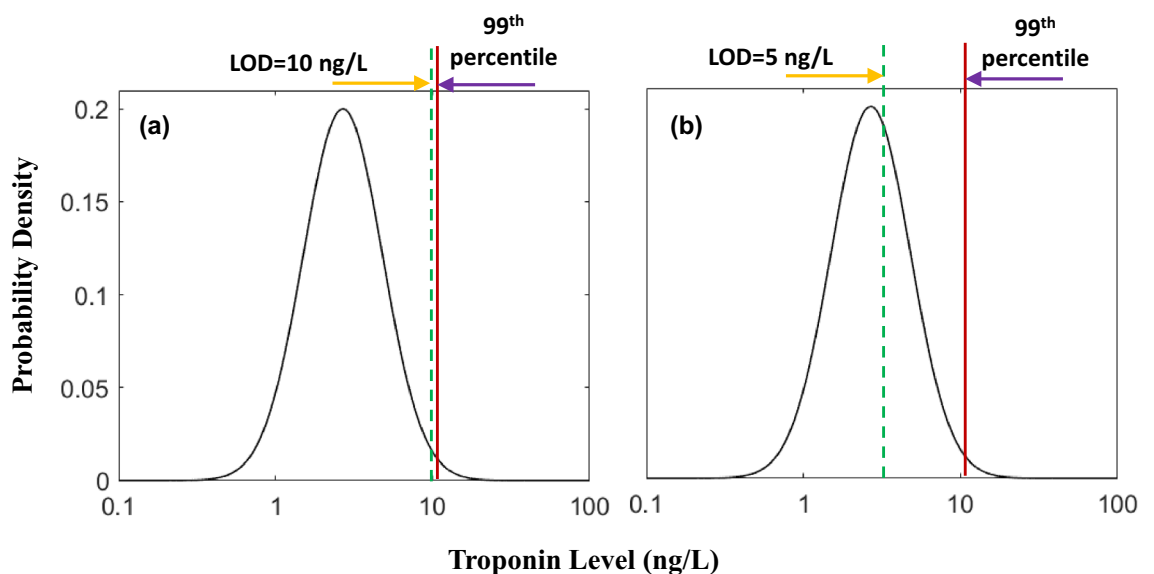 99th
percentile
LOD=10 ng/L
99th
percentile
LOD=5 ng/L
(a)
(b)
Probability Density
0.2
0.15
0.1
0.05
0
0.1
1
10
100
0.1
1
10
100
Troponin Level (ng/L)